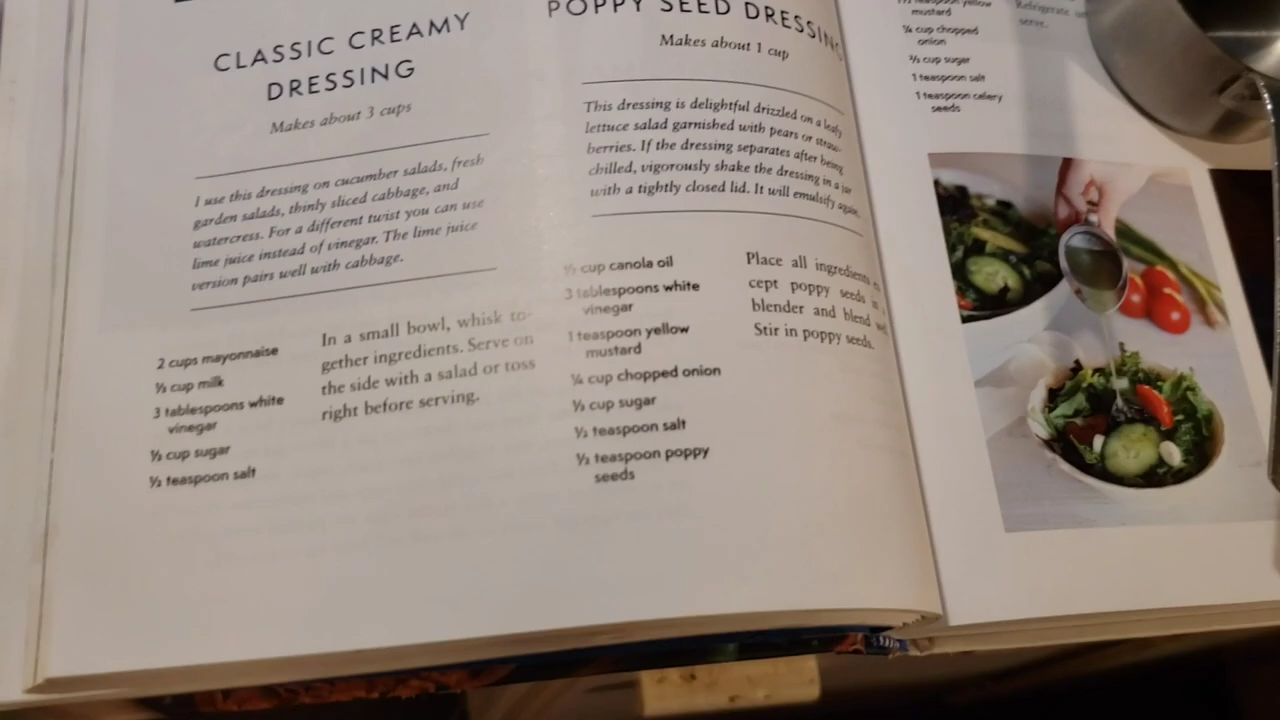 CLASSIC CREAMY
DRESSING
Makes about 3 cups
I use this dressing on cucumber salads, fresh
garden salads, thinly sliced cabbage, and
watercress. For a different twist you can use
lime juice instead of vinegar. The lime juice
version pairs well with cabbage.
2 cups mayonnaise
⅓ cup milk
3 tablespoons white
vinegar
½ cup sugar
½ teaspoon salt
In a small bowl, whisk to-
gether ingredients. Serve on
the side with a salad or toss
right before serving.
POPPY SEED DRESSING
Makes about 1 cup
This dressing is delightful drizzled on a leafy
lettuce salad garnished with pears or straw-
berries. If the dressing separates after being
chilled, vigorously shake the dressing in a jar
with a tightly closed lid. It will emulsify again.
cup canola oil
3 tablespoons white
vinegar
1 teaspoon yellow
mustard
¼ cup chopped onion
⅓ cup sugar
½ teaspoon salt
½ teaspoon poppy
seeds
Place all ingredients
cept poppy seeds
blender and blend
Stir in poppy seeds.
teaspoon yellow
mustard
¼ cup chopped
onion
cup sugar
1 teaspoon salt
1 teaspoon celery
seeds
Refrigerate
serve.